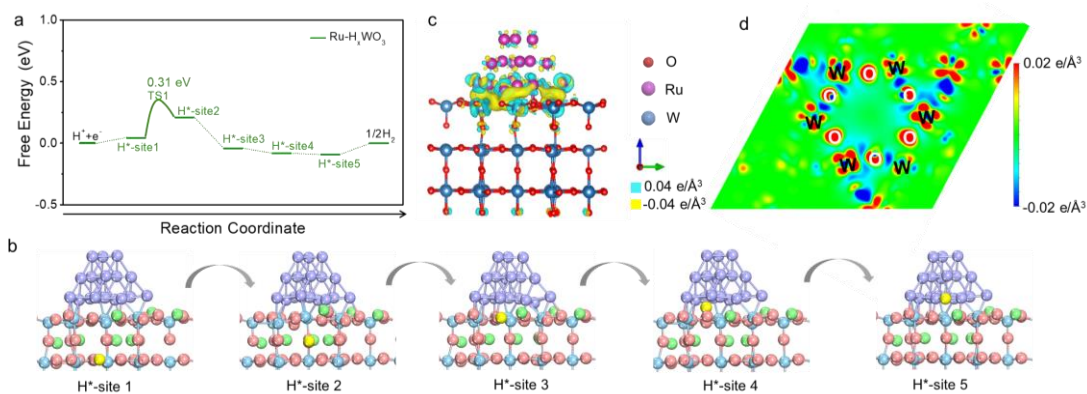 a
Free Energy (eV)
1.0
0.5
0.0
-0.5
Ru-HₓWO₃
0.31 eV
TS1
H*-site2
H⁺+e⁻
H*-site1
H*-site3
H*-site4
H*-site5
1/2H₂
Reaction Coordinate
c
O
Ru
W
0.04 e/Å³
-0.04 e/Å³
d
W
W
W
W
W
W
O
O
O
O
O
O
0.02 e/Å³
-0.02 e/Å³
b
H*-site 1
H*-site 2
H*-site 3
H*-site 4
H*-site 5